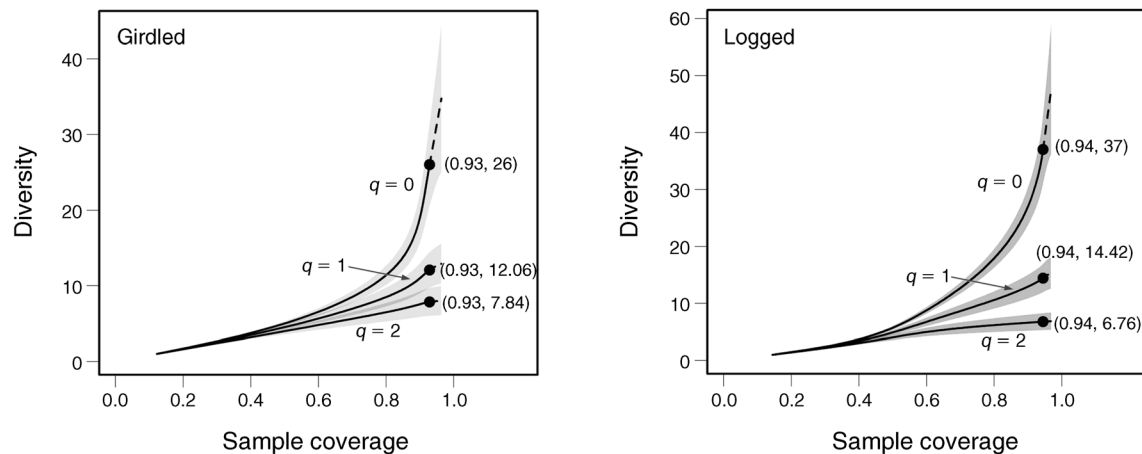 Girdled
Diversity
40
30
20
10
0
(0.93, 26)
q = 0
q = 1
(0.93, 12.06)
(0.93, 7.84)
q = 2
0.0 0.2 0.4 0.6 0.8 1.0
Sample coverage
Logged
Diversity
60
50
40
30
20
10
0
(0.94, 37)
q = 0
(0.94, 14.42)
q = 1
(0.94, 6.76)
q = 2
0.0 0.2 0.4 0.6 0.8 1.0
Sample coverage